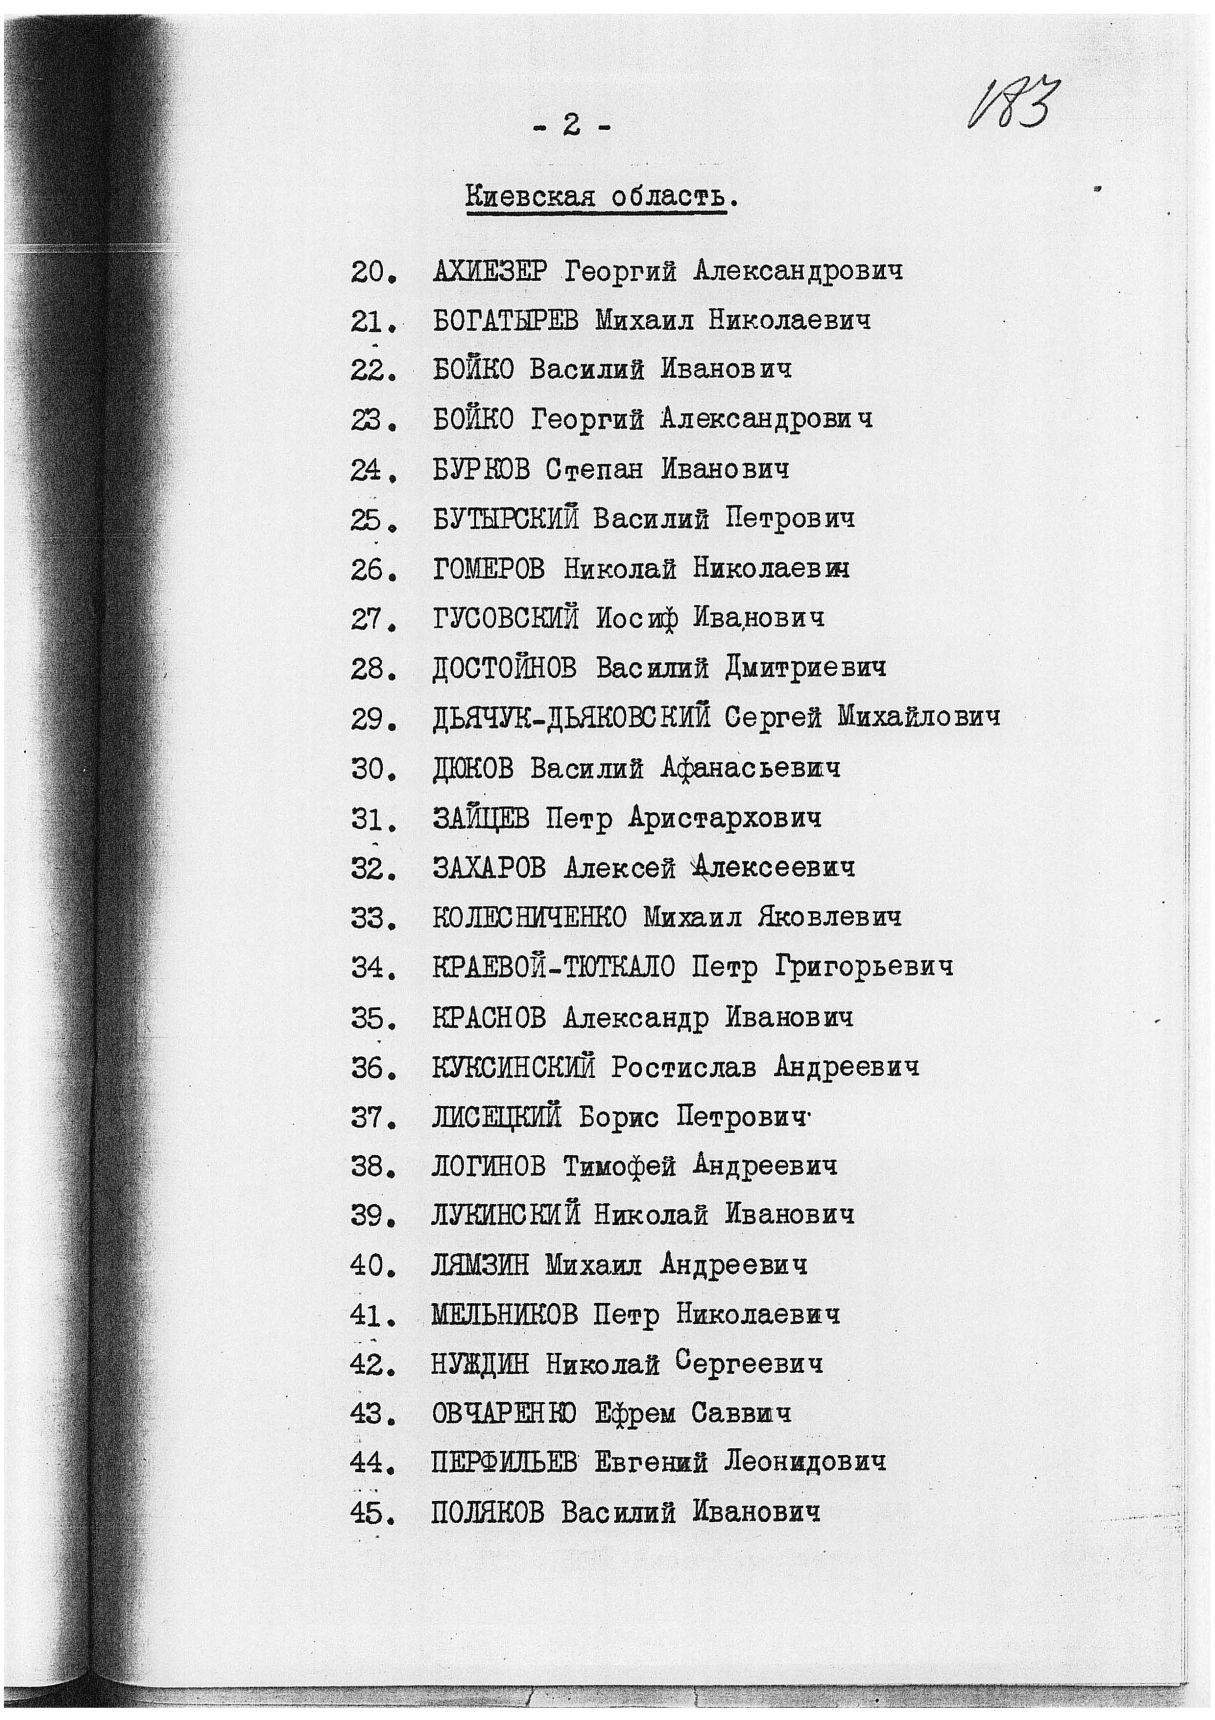 183
- 2 -
Киевская область.
20. АХИЕЗЕР Георгий Александрович
21. БОГАТЫРЕВ Михаил Николаевич
22. БОЙКО Василий Иванович
23. БОЙКО Георгий Александрович
24. БУРКОВ Степан Иванович
25. БУТЫРСКИЙ Василий Петрович
26. ГОМЕРОВ Николай Николаевич
27. ГУСОВСКИЙ Иосиф Иванович
28. ДОСТОЙНОВ Василий Дмитриевич
29. ДЬЯЧУК-ДЬЯКОВСКИЙ Сергей Михайлович
30. ДЮКОВ Василий Афанасьевич
31. ЗАЙЦЕВ Петр Аристархович
32. ЗАХАРОВ Алексей Алексеевич
33. КОЛЕСНИЧЕНКО Михаил Яковлевич
34. КРАЕВОЙ-ТЮТКАЛО Петр Григорьевич
35. КРАСНОВ Александр Иванович
36. КУКСИНСКИЙ Ростислав Андреевич
37. ЛИСЕЦКИЙ Борис Петрович
38. ЛОГИНОВ Тимофей Андреевич
39. ЛУКИНСКИЙ Николай Иванович
40. ЛЯМЗИН Михаил Андреевич
41. МЕЛЬНИКОВ Петр Николаевич
42. НУЖДИН Николай Сергеевич
43. ОВЧАРЕНКО Ефрем Саввич
44. ПЕРФИЛЬЕВ Евгений Леонидович
45. ПОЛЯКОВ Василий Иванович